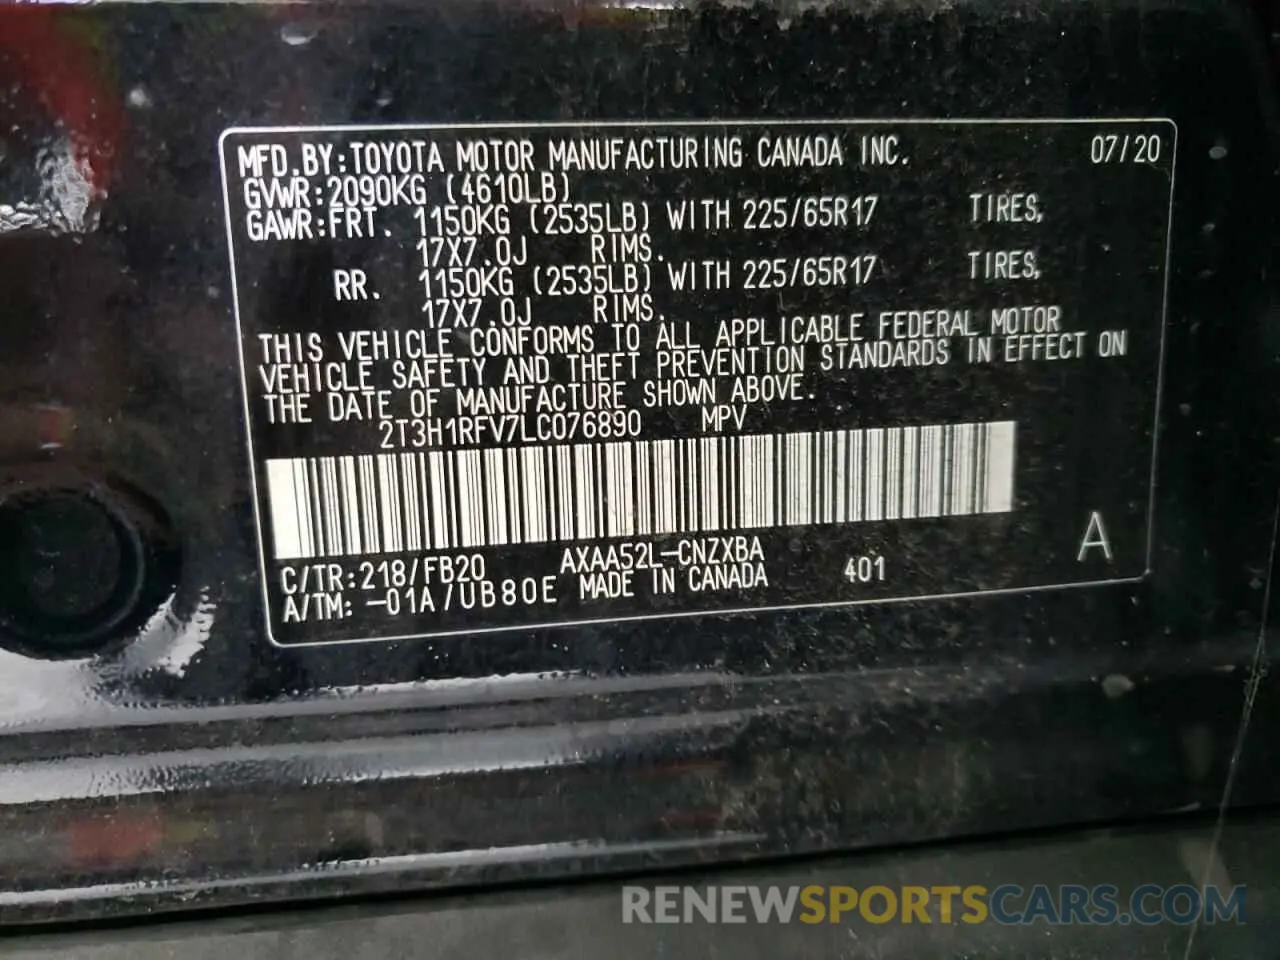 MFD.BY:TOYOTA MOTOR MANUFACTURING CANADA INC. 07/20
GVWR:2090KG (4610LB)
GAWR:FRT. 1150KG (2535LB) WITH 225/65R17 TIRES,
17X7.0J RIMS.
RR. 1150KG (2535LB) WITH 225/65R17 TIRES,
17X7.0J RIMS.
THIS VEHICLE CONFORMS TO ALL APPLICABLE FEDERAL MOTOR
VEHICLE SAFETY AND THEFT PREVENTION STANDARDS IN EFFECT ON
THE DATE OF MANUFACTURE SHOWN ABOVE.
2T3H1RFV7LC076890 MPV
C/TR:218/FB20 AXAA52L-CNZXBA A
A/TM:-01A/UB80E MADE IN CANADA 401
RENEWSPORTSCARS.COM